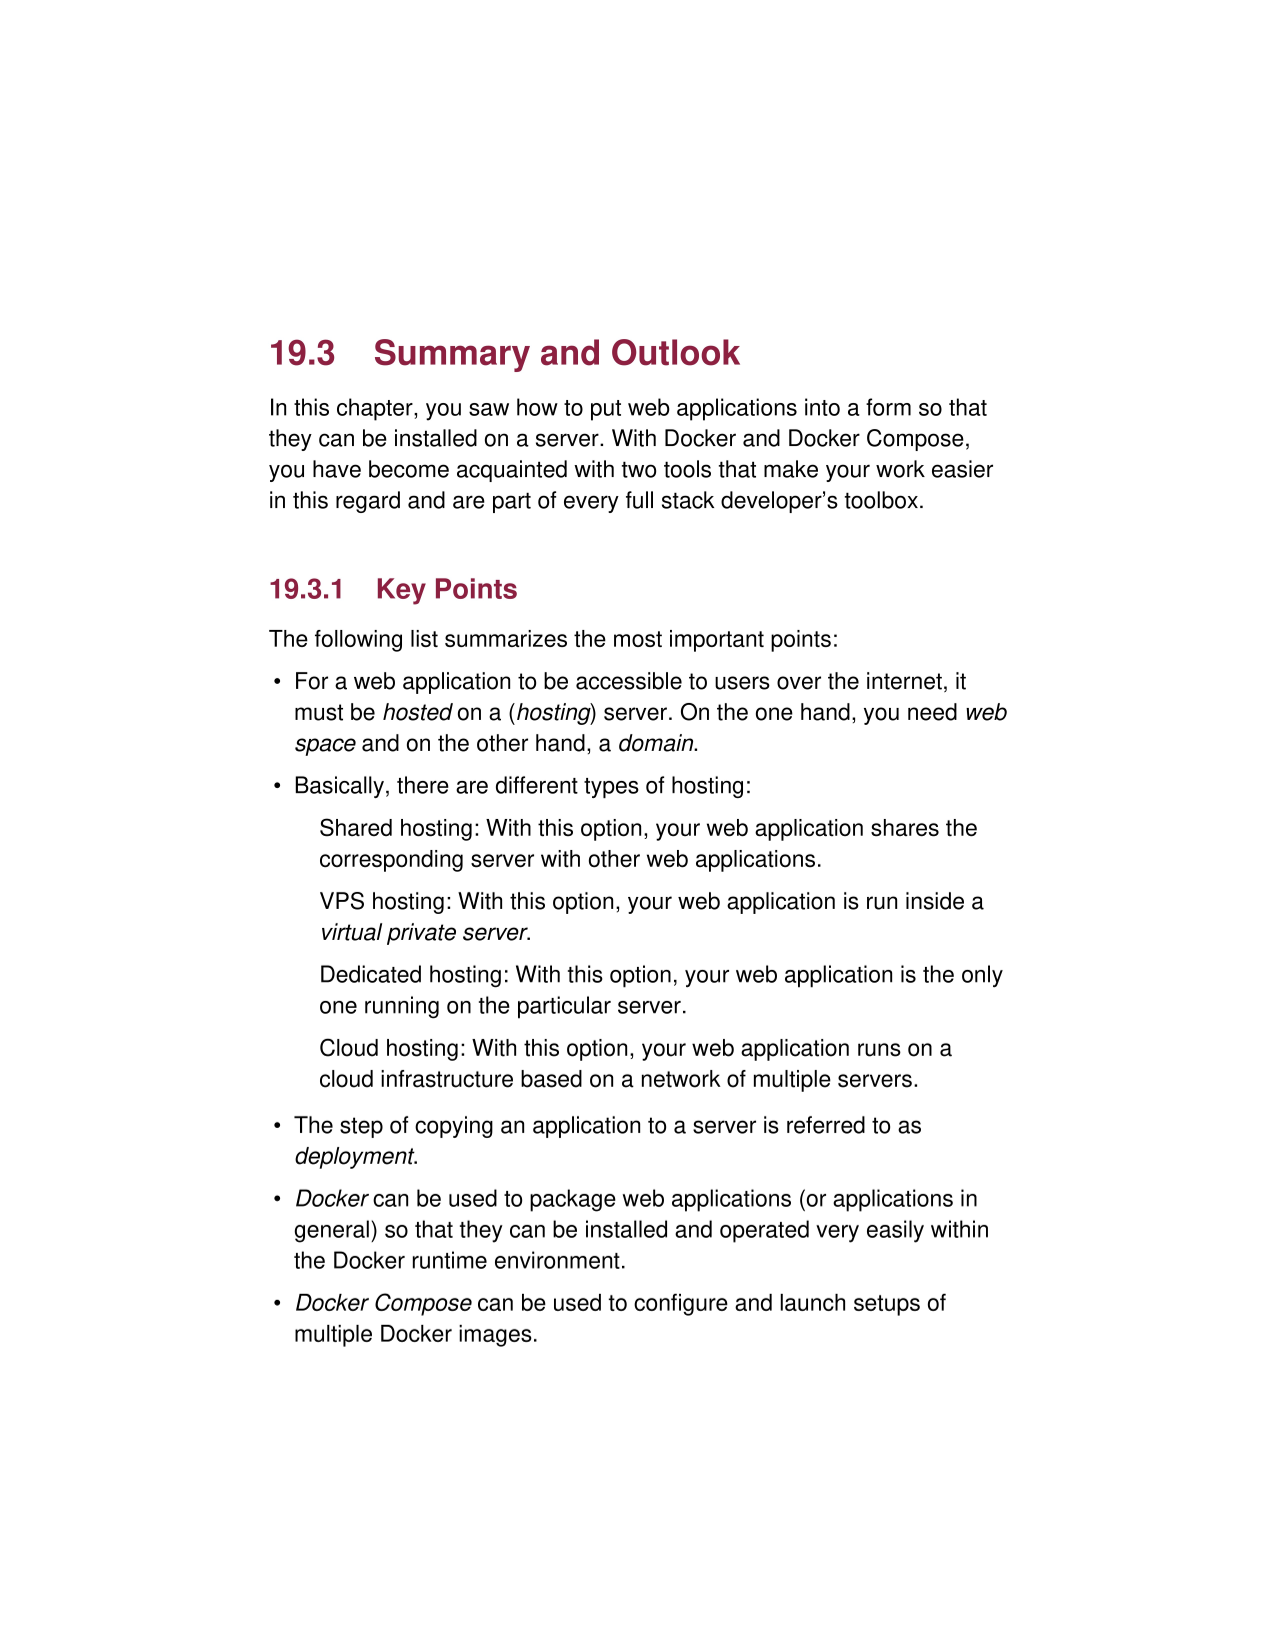 19.3 Summary and Outlook
In this chapter, you saw how to put web applications into a form so that
they can be installed on a server. With Docker and Docker Compose,
you have become acquainted with two tools that make your work easier
in this regard and are part of every full stack developer’s toolbox.
19.3.1 Key Points
The following list summarizes the most important points:
• For a web application to be accessible to users over the internet, it
must be hosted on a (hosting) server. On the one hand, you need web
space and on the other hand, a domain.
• Basically, there are different types of hosting:
Shared hosting: With this option, your web application shares the
corresponding server with other web applications.
VPS hosting: With this option, your web application is run inside a
virtual private server.
Dedicated hosting: With this option, your web application is the only
one running on the particular server.
Cloud hosting: With this option, your web application runs on a
cloud infrastructure based on a network of multiple servers.
• The step of copying an application to a server is referred to as
deployment.
• Docker can be used to package web applications (or applications in
general) so that they can be installed and operated very easily within
the Docker runtime environment.
• Docker Compose can be used to configure and launch setups of
multiple Docker images.